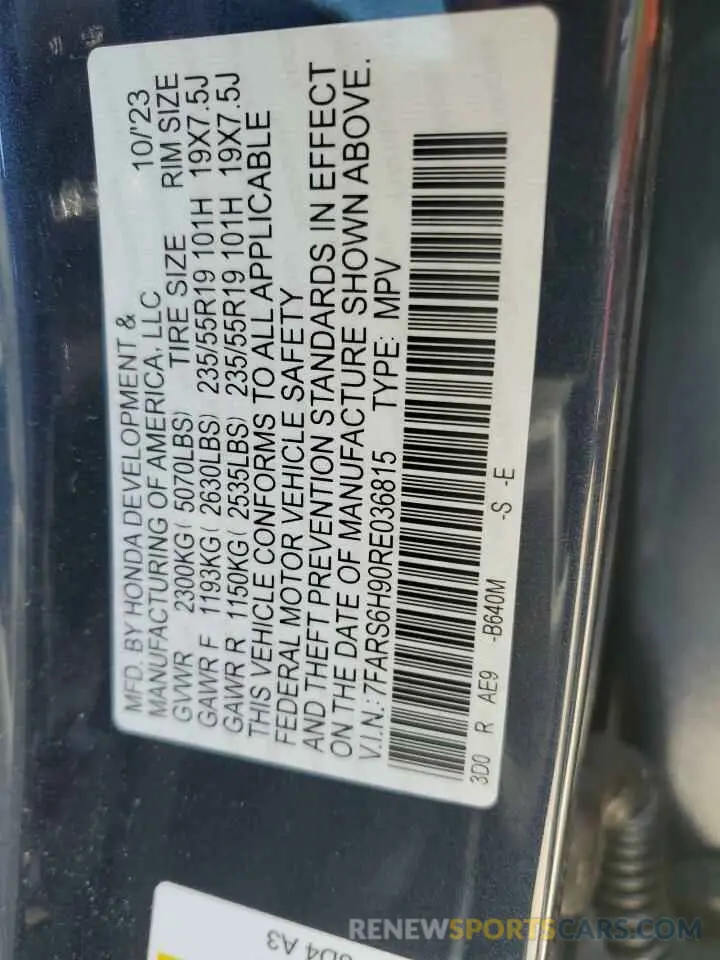 MFD. BY HONDA DEVELOPMENT & 10/'23
MANUFACTURING OF AMERICA, LLC
GVWR 2300KG ( 5070LBS) TIRE SIZE RIM SIZE
GAWR F 1193KG ( 2630LBS) 235/55R19 101H 19X7.5J
GAWR R 1150KG ( 2535LBS) 235/55R19 101H 19X7.5J
THIS VEHICLE CONFORMS TO ALL APPLICABLE
FEDERAL MOTOR VEHICLE SAFETY
AND THEFT PREVENTION STANDARDS IN EFFECT
ON THE DATE OF MANUFACTURE SHOWN ABOVE.
V.I.N.: 7FARS6H90RE036815 TYPE: MPV
3D0 R AE9 -B640M -S -E
RENEWSPORTSCARS.COM